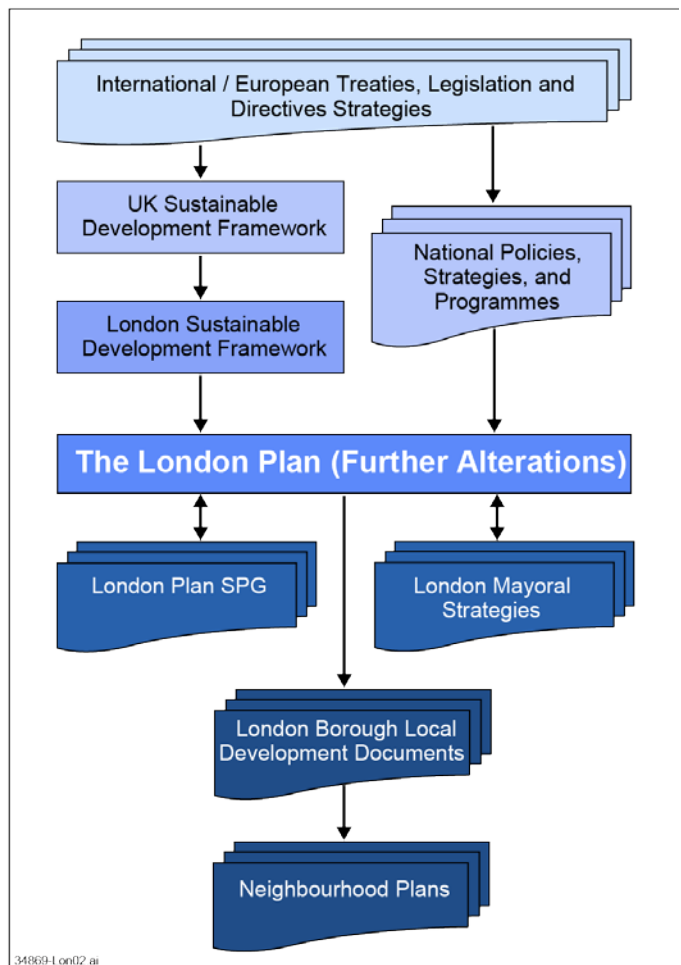 International / European Treaties, Legislation and
Directives Strategies
UK Sustainable
Development Framework
National Policies,
Strategies, and
Programmes
London Sustainable
Development Framework
The London Plan (Further Alterations)
London Plan SPG
London Mayoral
Strategies
London Borough Local
Development Documents
Neighbourhood Plans
34869-Lon02.ai